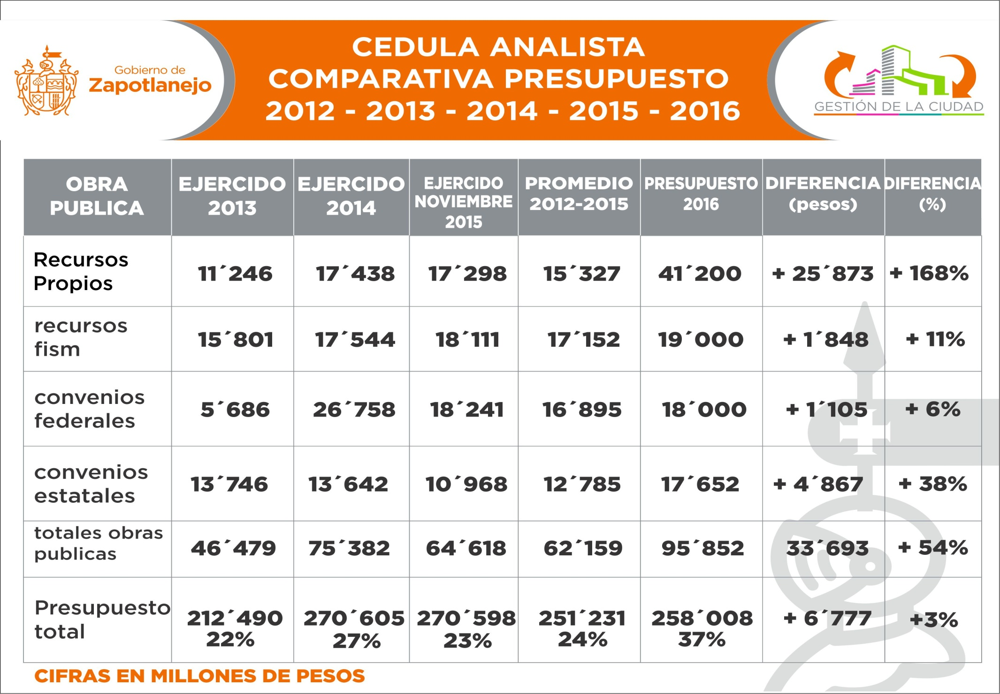 Gobierno de
Zapotlanejo
CEDULA ANALISTA
COMPARATIVA PRESUPUESTO
2012 - 2013 - 2014 - 2015 - 2016
GESTIÓN DE LA CIUDAD
OBRA
PUBLICA
EJERCIDO
2013
EJERCIDO
2014
EJERCIDO
NOVIEMBRE
2015
PROMEDIO
2012-2015
PRESUPUESTO
2016
DIFERENCIA
(pesos)
DIFERENCIA
(%)
Recursos
Propios
11´246
17´438
17´298
15´327
41´200
+ 25´873
+ 168%
recursos
fism
15´801
17´544
18´111
17´152
19´000
+ 1´848
+ 11%
convenios
federales
5´686
26´758
18´241
16´895
18´000
+ 1´105
+ 6%
convenios
estatales
13´746
13´642
10´968
12´785
17´652
+ 4´867
+ 38%
totales obras
publicas
46´479
75´382
64´618
62´159
95´852
33´693
+ 54%
Presupuesto
total
212´490
22%
270´605
27%
270´598
23%
251´231
24%
258´008
37%
+ 6´777
+3%
CIFRAS EN MILLONES DE PESOS